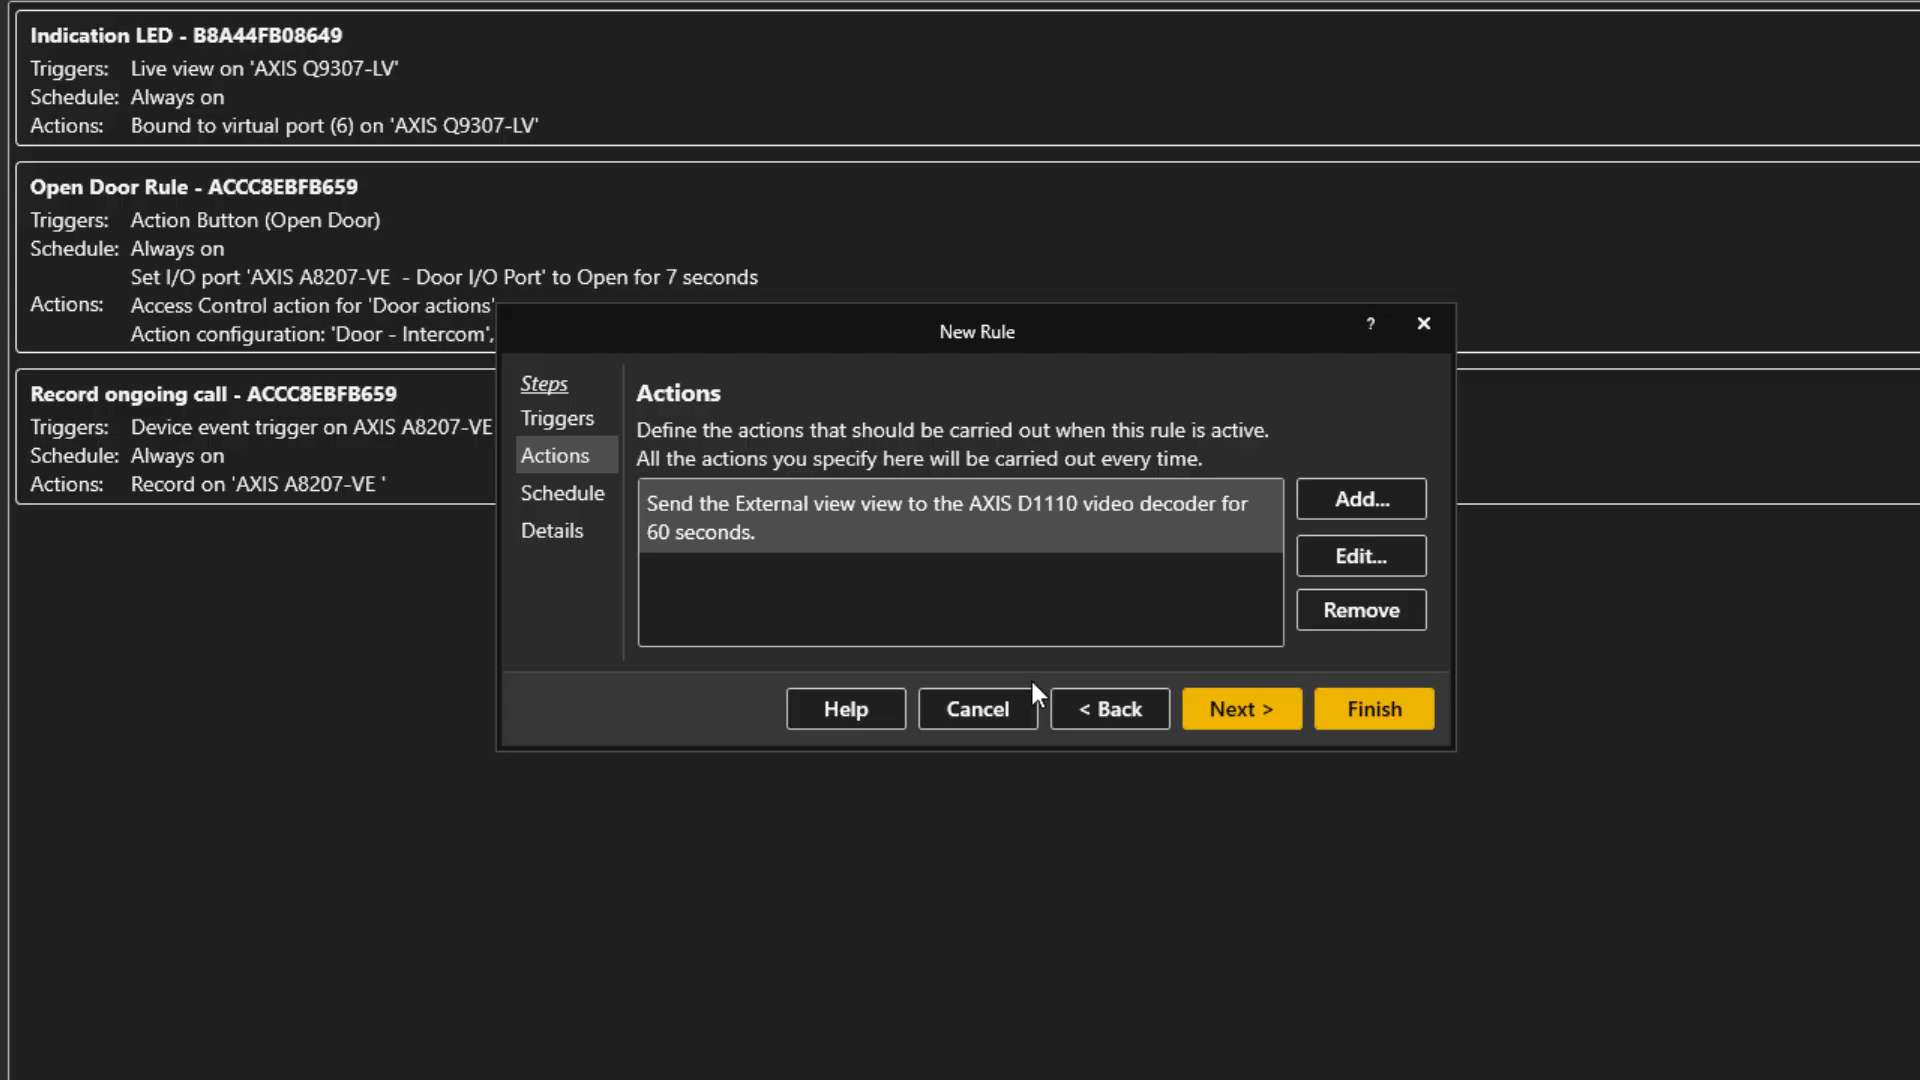 Indication LED - B8A44FB08649
Triggers: Live view on 'AXIS Q9307-LV'
Schedule: Always on
Actions: Bound to virtual port (6) on 'AXIS Q9307-LV'
Open Door Rule - ACCC8EBFB659
Triggers: Action Button (Open Door)
Schedule: Always on
Set I/O port 'AXIS A8207-VE  - Door I/O Port' to Open for 7 seconds
Actions: Access Control action for 'Door actions'
Action configuration: 'Door - Intercom',
Record ongoing call - ACCC8EBFB659
Triggers: Device event trigger on AXIS A8207-VE
Schedule: Always on
Actions: Record on 'AXIS A8207-VE '
New Rule
?
Steps
Triggers
Actions
Schedule
Details
Actions
Define the actions that should be carried out when this rule is active.
All the actions you specify here will be carried out every time.
Send the External view view to the AXIS D1110 video decoder for
60 seconds.
Add...
Edit...
Remove
Help
Cancel
< Back
Next >
Finish